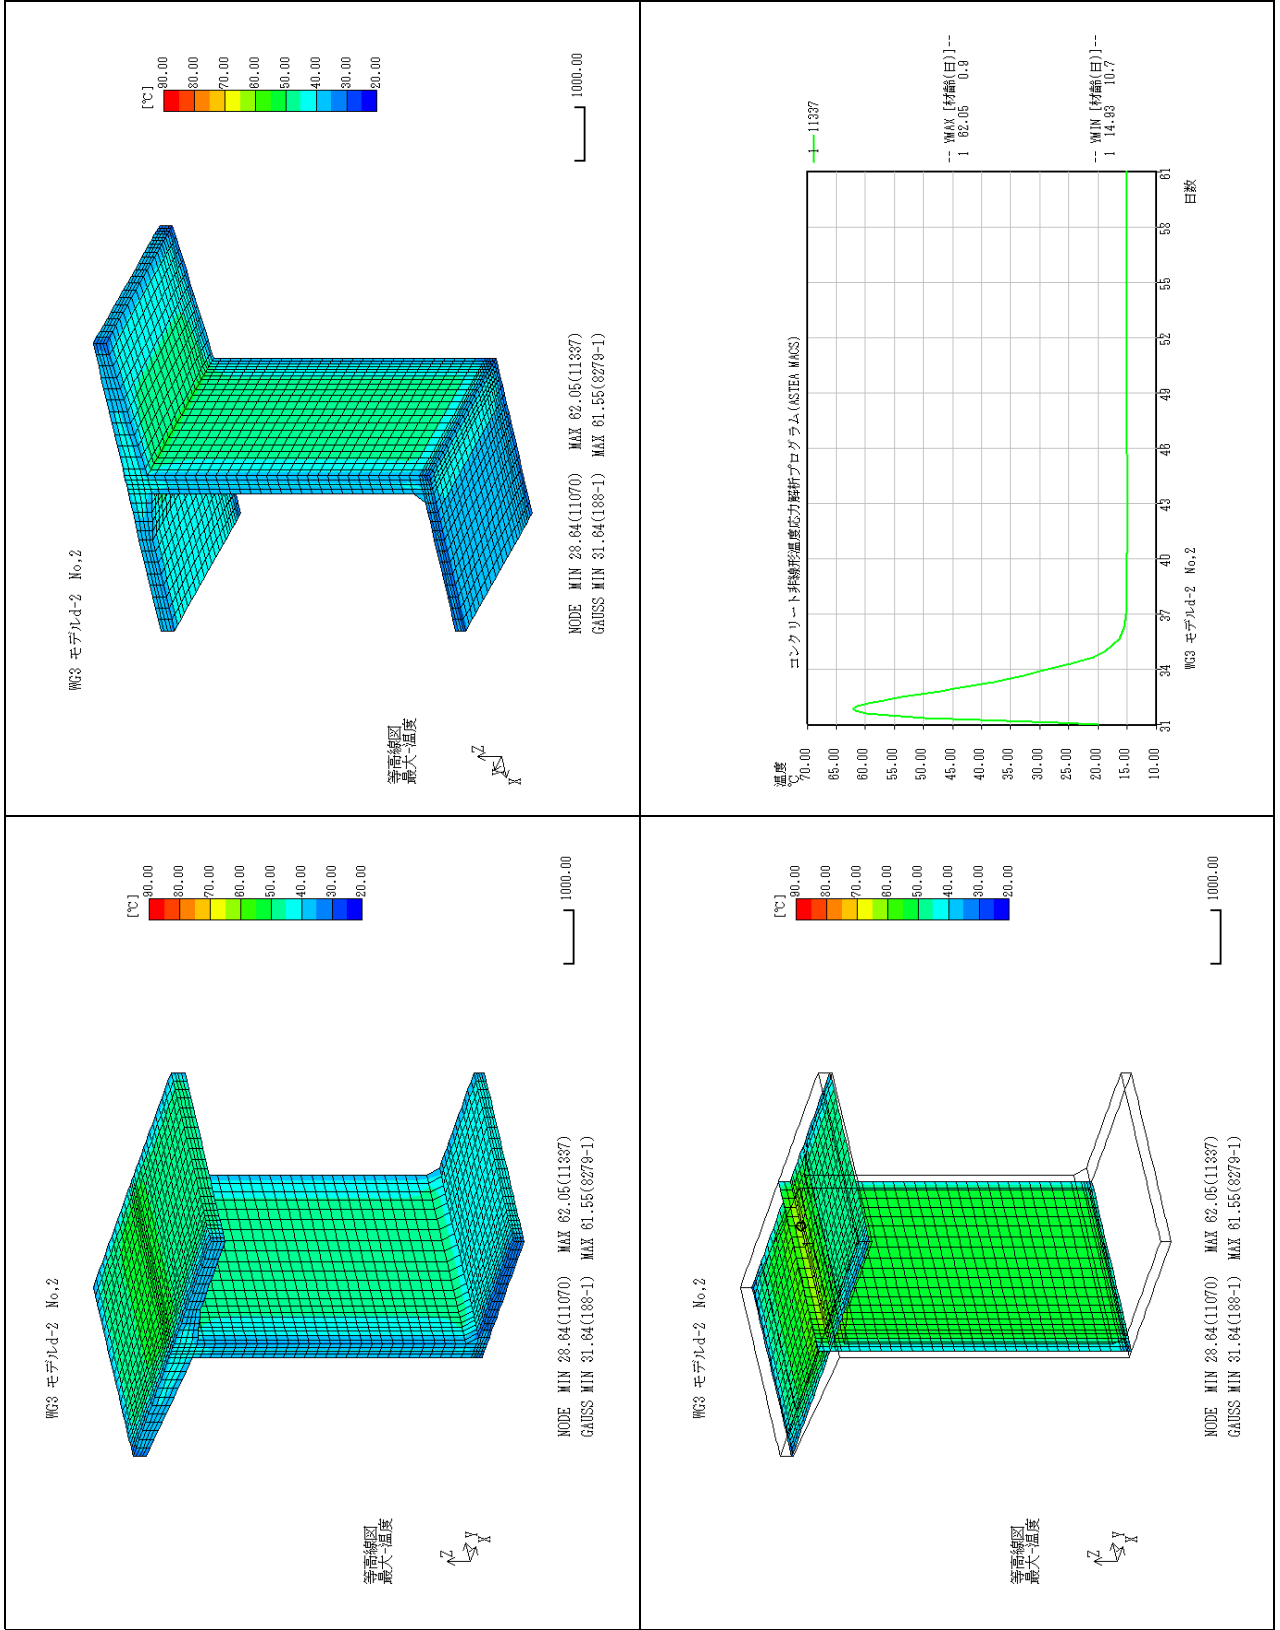 WG3 モデルd-2 No,2
等高線図
最大-温度
[℃]
90.00
80.00
70.00
60.00
50.00
40.00
30.00
20.00
1000.00
Z
Y
X
NODE MIN 28.64(11070) MAX 62.05(11337)
GAUSS MIN 31.64(188-1) MAX 61.55(8279-1)
WG3 モデルd-2 No,2
等高線図
最大-温度
[℃]
90.00
80.00
70.00
60.00
50.00
40.00
30.00
20.00
1000.00
Z
Y
X
NODE MIN 28.64(11070) MAX 62.05(11337)
GAUSS MIN 31.64(188-1) MAX 61.55(8279-1)
WG3 モデルd-2 No,2
等高線図
最大-温度
[℃]
90.00
80.00
70.00
60.00
50.00
40.00
30.00
20.00
1000.00
Z
Y
X
NODE MIN 28.64(11070) MAX 62.05(11337)
GAUSS MIN 31.64(188-1) MAX 61.55(8279-1)
コンクリート非線形温度応力解析プログラム(ASTEA MACS)
温度
℃
70.00
65.00
60.00
55.00
50.00
45.00
40.00
35.00
30.00
25.00
20.00
15.00
10.00
31 34 37 40 43 46 49 52 55 58 61
日数
WG3 モデルd-2 No,2
1 11337
-- YMAX [材齢(日)]--
1 62.05 0.9
-- YMIN [材齢(日)]--
1 14.93 10.7